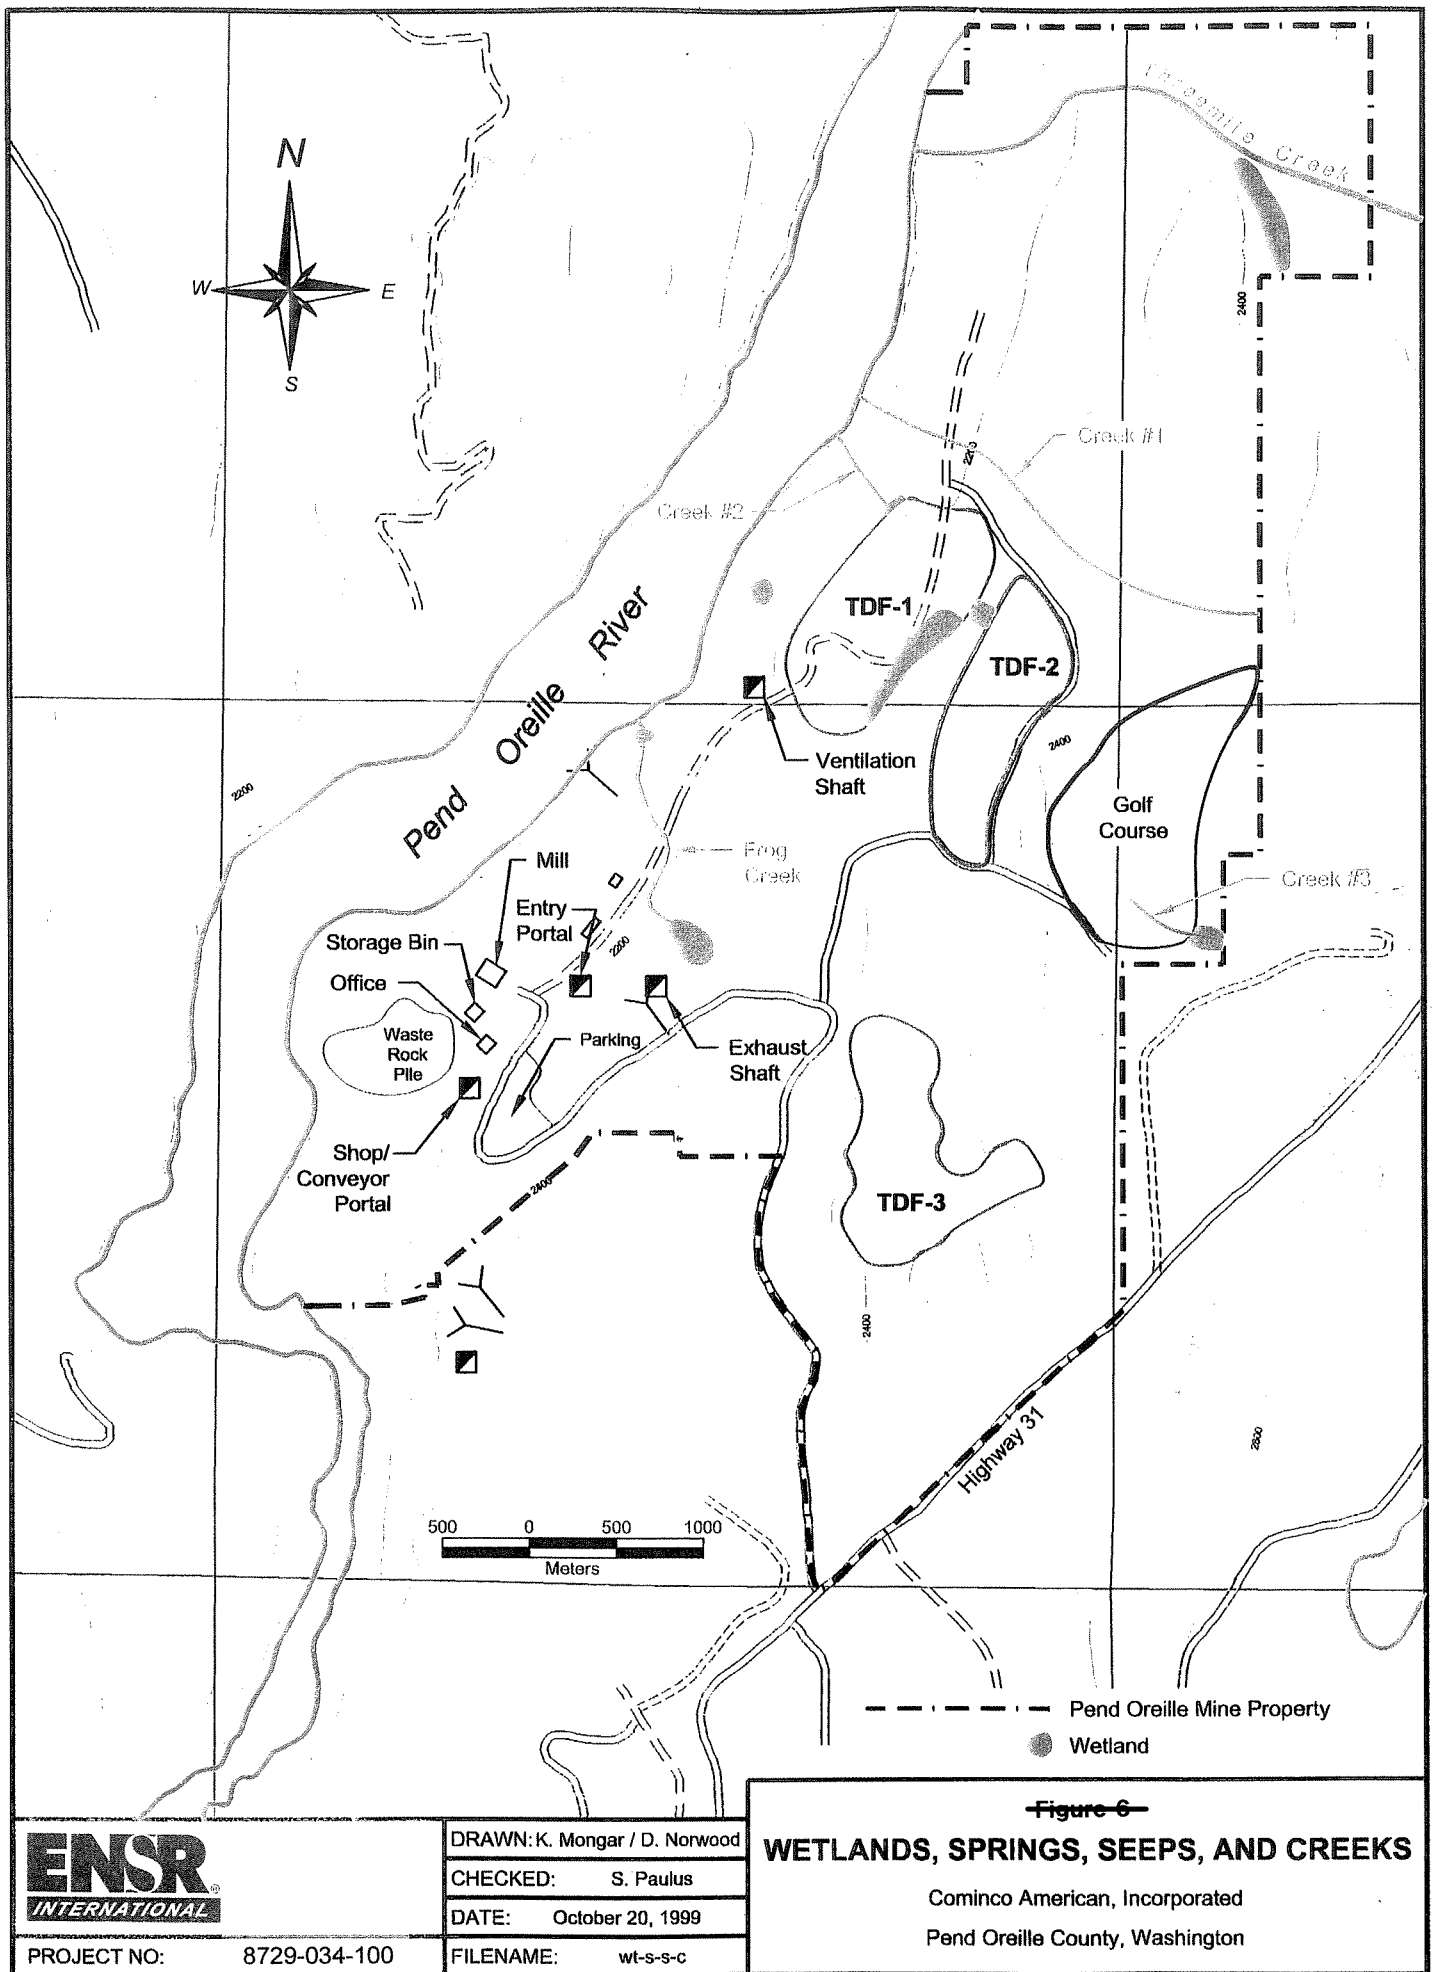 Threemile Creek
N
W
E
S
2400
Creek #1
2200
Creek #2
TDF-1
TDF-2
Pend Oreille River
2400
Ventilation
Shaft
2200
Golf
Course
Mill
Frog
Creek
Creek #3
Entry
Portal
Storage Bin
2200
Office
Waste
Rock
Pile
Parking
Exhaust
Shaft
Shop/
Conveyor
Portal
2400
TDF-3
2400
Highway 31
2800
500 0 500 1000
Meters
Pend Oreille Mine Property
Wetland
Figure 6
WETLANDS, SPRINGS, SEEPS, AND CREEKS
Cominco American, Incorporated
Pend Oreille County, Washington
ENSR®
INTERNATIONAL
PROJECT NO: 8729-034-100
DRAWN: K. Mongar / D. Norwood
CHECKED: S. Paulus
DATE: October 20, 1999
FILENAME: wt-s-s-c